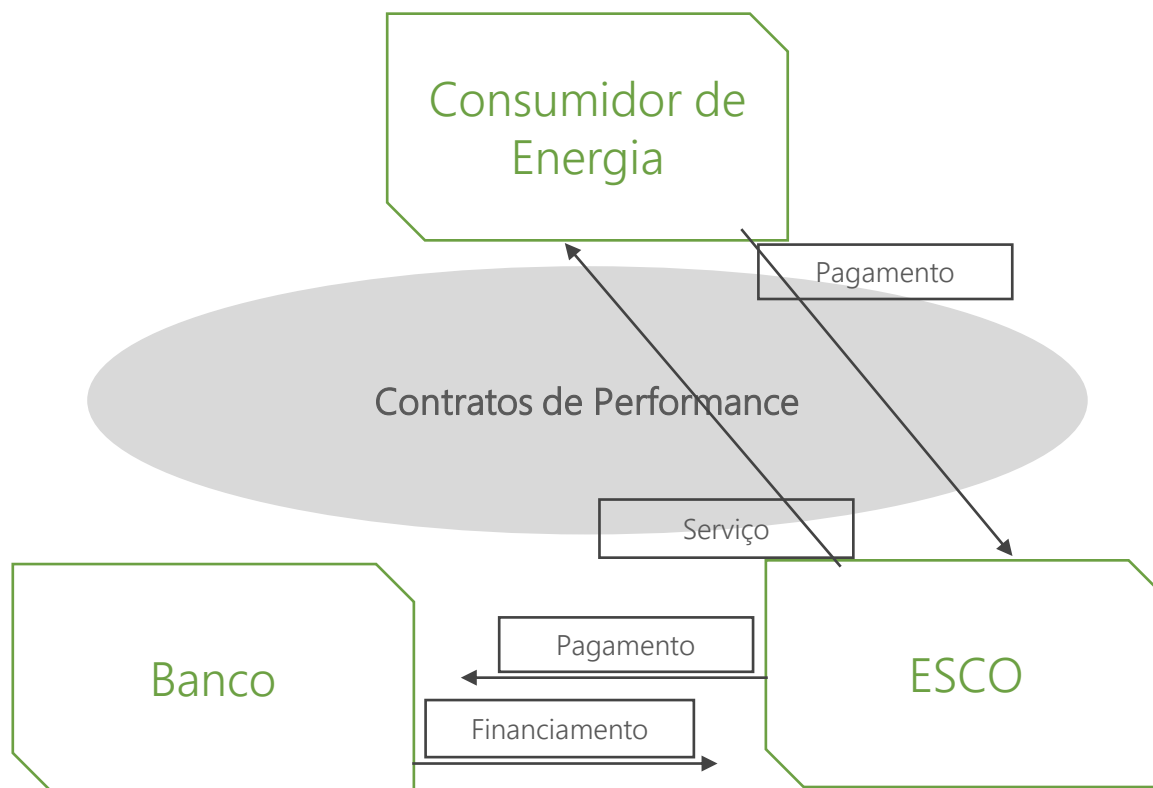 Consumidor de
Energia
Pagamento
Contratos de Performance
Serviço
Pagamento
Banco
ESCO
Financiamento